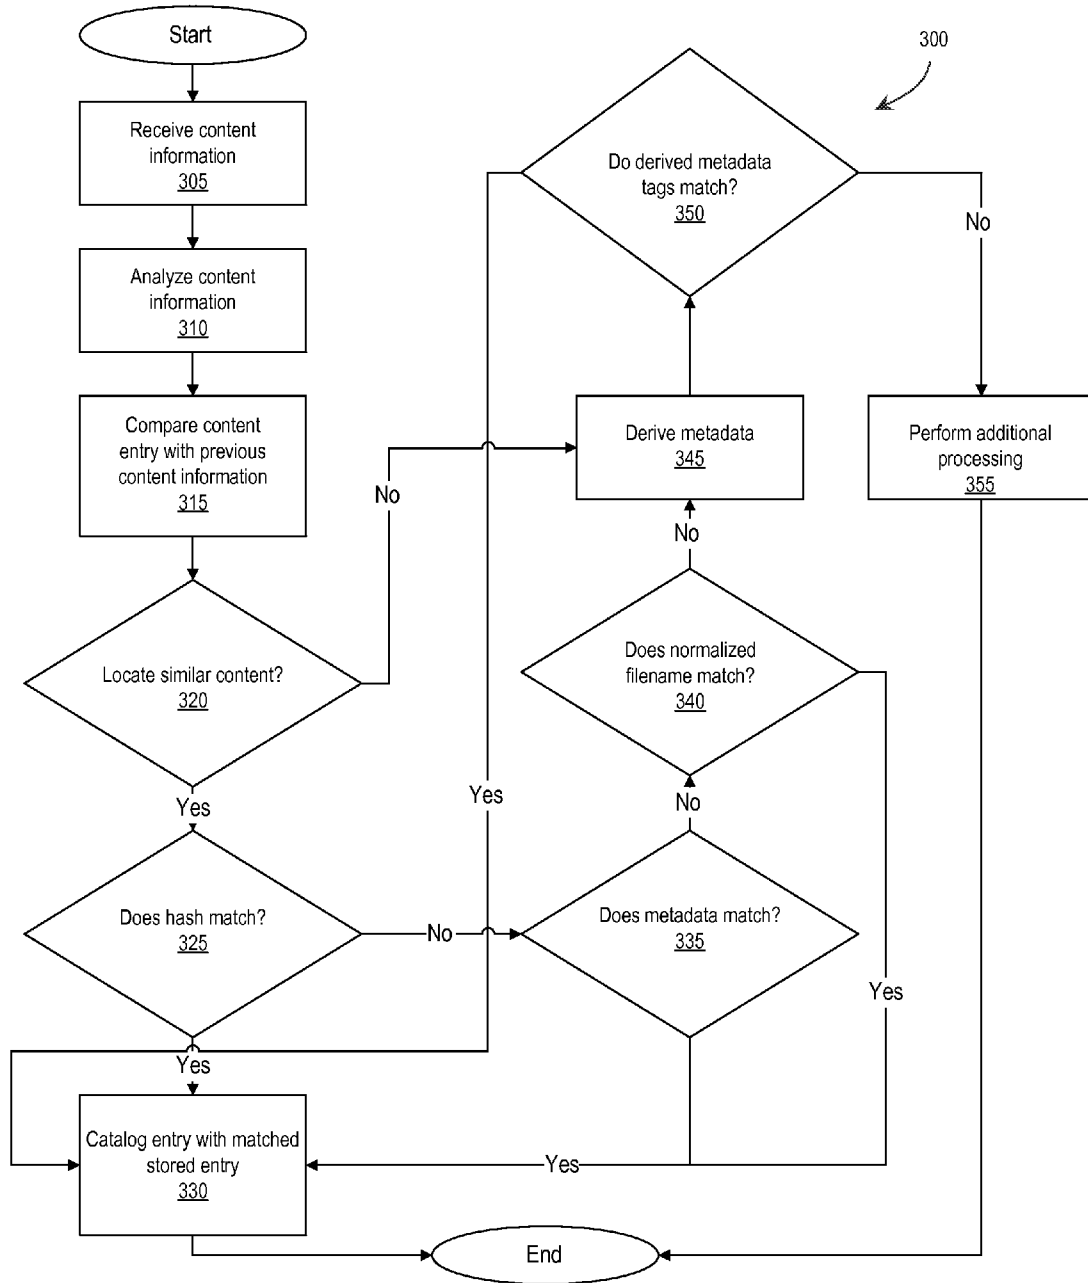 Start
300
Receive content
information
305
Do derived metadata
tags match?
350
No
Analyze content
information
310
Compare content
entry with previous
content information
315
Derive metadata
345
Perform additional
processing
355
No
No
Locate similar content?
320
Does normalized
filename match?
340
Yes
Yes
No
Does hash match?
325
No
Does metadata match?
335
Yes
Yes
Catalog entry with matched
stored entry
330
Yes
End